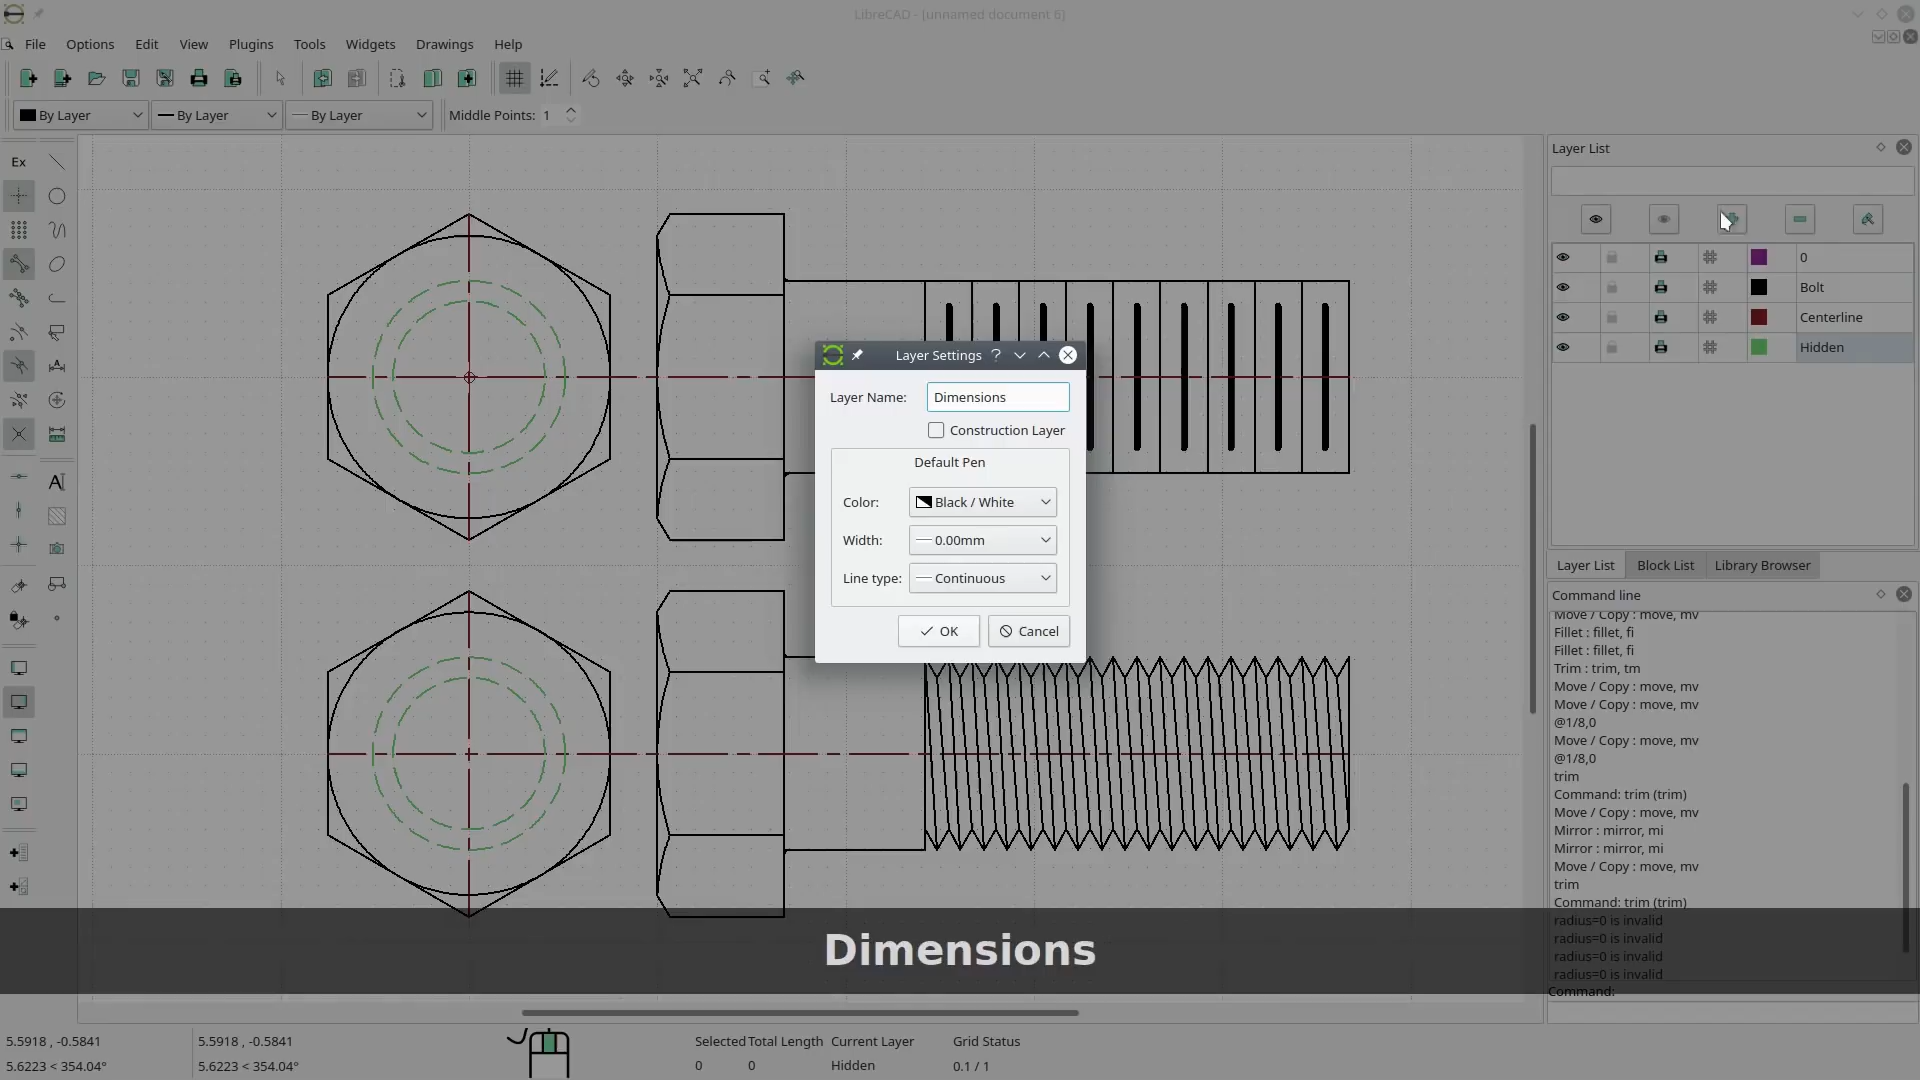 LibreCAD - [unnamed document 6]
File Options Edit View Plugins Tools Widgets Drawings Help
By Layer By Layer By Layer Middle Points: 1
Ex
Layer List
0
Bolt
Centerline
Hidden
Layer Settings ?
Layer Name: Dimensions
Construction Layer
Default Pen
Color: Black / White
Width: 0.00mm
Line type: Continuous
OK Cancel
Layer List Block List Library Browser
Command line
Move / Copy : move, mv
Fillet : fillet, fi
Fillet : fillet, fi
Trim : trim, tm
Move / Copy : move, mv
Move / Copy : move, mv
@1/8,0
Move / Copy : move, mv
@1/8,0
trim
Command: trim (trim)
Move / Copy : move, mv
Mirror : mirror, mi
Mirror : mirror, mi
Move / Copy : move, mv
trim
Command: trim (trim)
radius=0 is invalid
radius=0 is invalid
radius=0 is invalid
radius=0 is invalid
Command:
Dimensions
5.5918 , -0.5841 5.5918 , -0.5841 Selected Total Length Current Layer Grid Status
5.6223 < 354.04° 5.6223 < 354.04° 0 0 Hidden 0.1 / 1